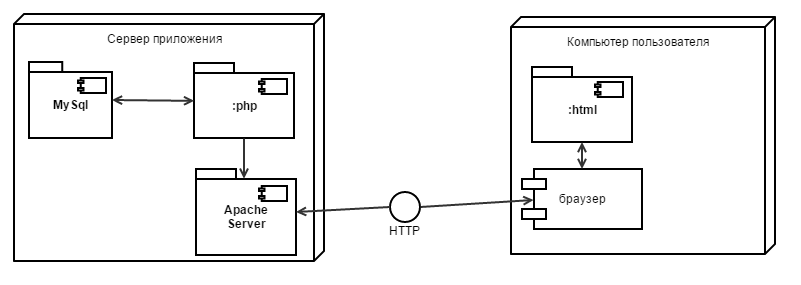 Сервер приложения
MySql
:php
Apache
Server
HTTP
Компьютер пользователя
:html
браузер